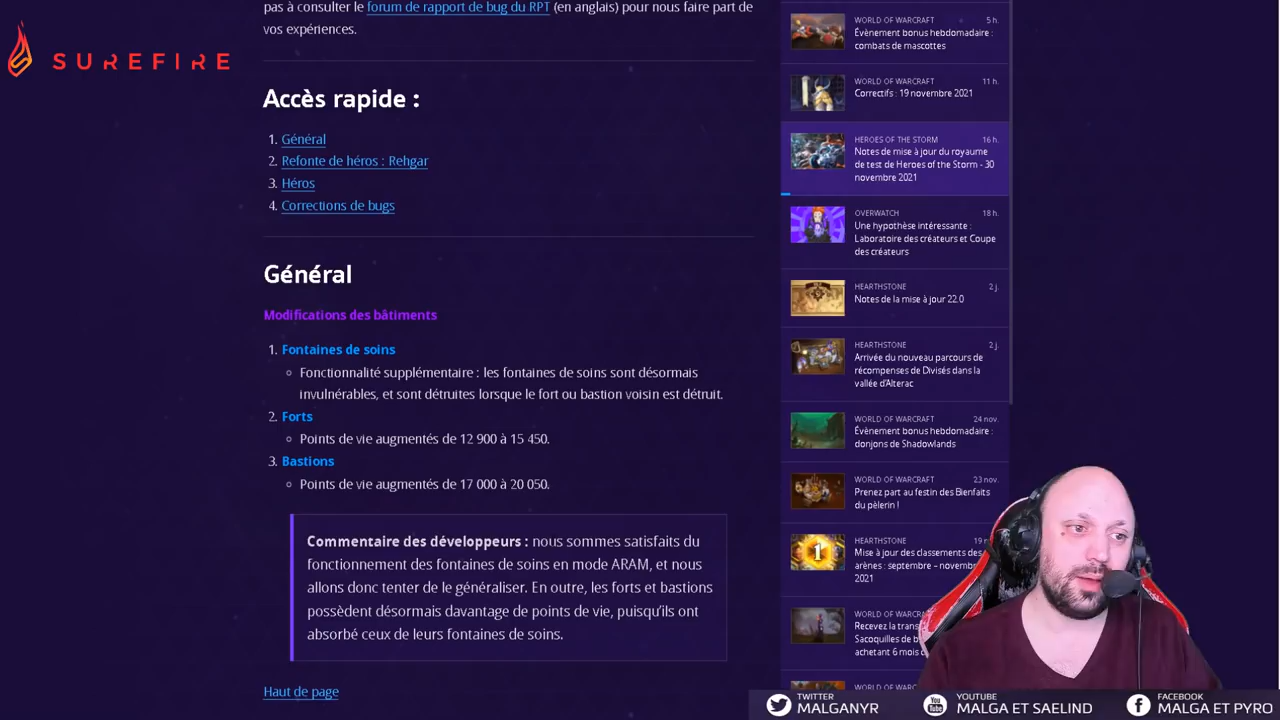 pas à consulter le forum de rapport de bug du RPT (en anglais) pour nous faire part de
vos expériences.
SUREFIRE
Accès rapide :
1. Général
2. Refonte de héros : Rehgar
3. Héros
4. Corrections de bugs
Général
Modifications des bâtiments
1. Fontaines de soins
Fonctionnalité supplémentaire : les fontaines de soins sont désormais
invulnérables, et sont détruites lorsque le fort ou bastion voisin est détruit.
2. Forts
Points de vie augmentés de 12 900 à 15 450.
3. Bastions
Points de vie augmentés de 17 000 à 20 050.
Commentaire des développeurs : nous sommes satisfaits du
fonctionnement des fontaines de soins en mode ARAM, et nous
allons donc tenter de le généraliser. En outre, les forts et bastions
possèdent désormais davantage de points de vie, puisqu'ils ont
absorbé ceux de leurs fontaines de soins.
Haut de page
WORLD OF WARCRAFT 5 h.
Évènement bonus hebdomadaire :
combats de mascottes
WORLD OF WARCRAFT 11 h.
Correctifs : 19 novembre 2021
HEROES OF THE STORM 16 h.
Notes de mise à jour du royaume
de test de Heroes of the Storm - 30
novembre 2021
OVERWATCH 18 h.
Une hypothèse intéressante :
Laboratoire des créateurs et Coupe
des créateurs
HEARTHSTONE 2 j.
Notes de la mise à jour 22.0
HEARTHSTONE 2 j.
Arrivée du nouveau parcours de
récompenses de Divisés dans la
vallée d'Alterac
WORLD OF WARCRAFT 24 nov.
Évènement bonus hebdomadaire :
donjons de Shadowlands
WORLD OF WARCRAFT 23 nov.
Prenez part au festin des Bienfaits
du pèlerin !
HEARTHSTONE 19
Mise à jour des classements des
arènes : septembre – novembre
2021
WORLD OF
Recevez la
Sacoquilles de
achetant 6 mois
WORLD OF
TWITTER
MALGANYR
YOUTUBE
MALGA ET SAELIND
FACEBOOK
MALGA ET PYRO